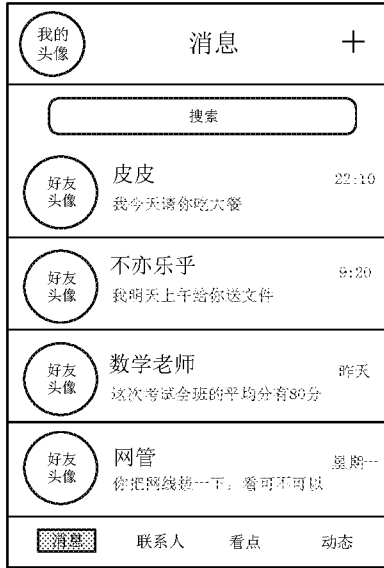 我的
头像
消息
+
搜索
好友
头像
皮皮
22:10
我今天请你吃大餐
好友
头像
不亦乐乎
9:20
我明天上午给你送文件
好友
头像
数学老师
昨天
这次考试全班的平均分有80分
好友
头像
网管
星期一
你把网线拔一下，看可不可以
消息 联系人 看点 动态